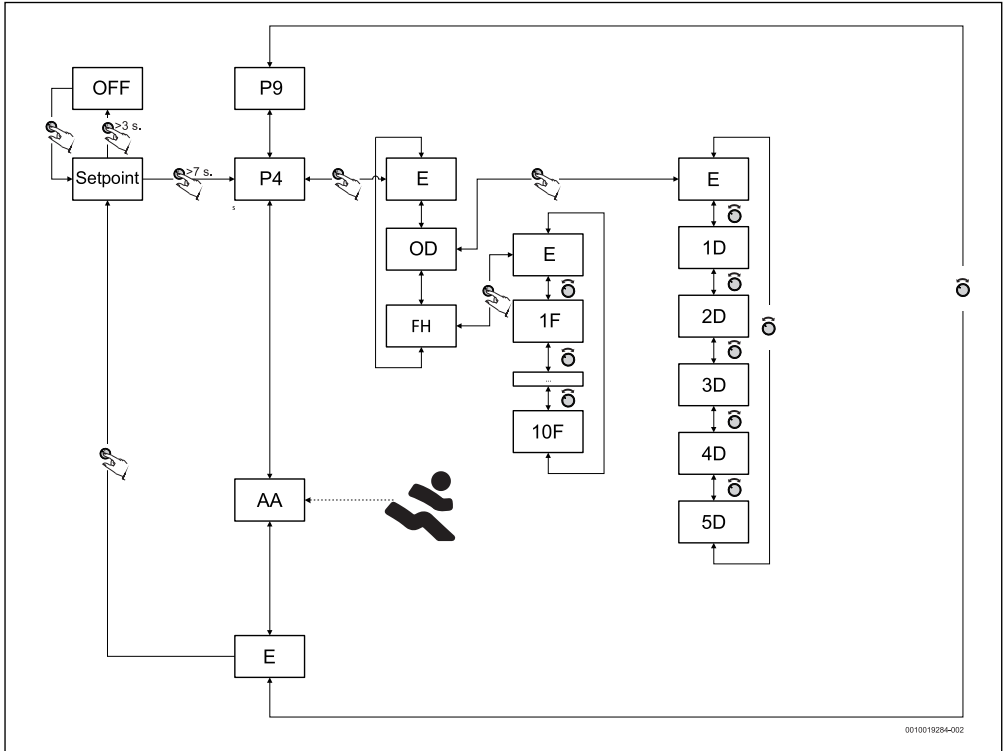 OFF
P9
>3 s.
Setpoint
>7 s.
P4
s
E
E
OD
E
1D
FH
1F
2D
...
3D
10F
4D
AA
5D
E
0010019284-002